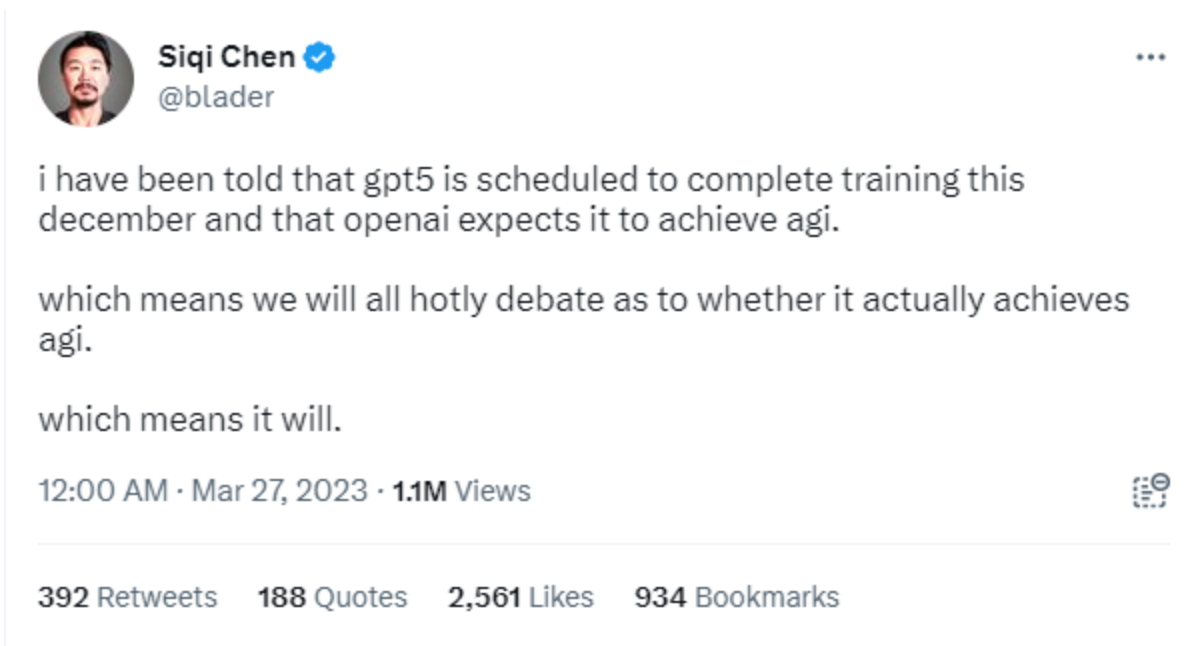 Siqi Chen
@blader
i have been told that gpt5 is scheduled to complete training this
december and that openai expects it to achieve agi.
which means we will all hotly debate as to whether it actually achieves
agi.
which means it will.
12:00 AM · Mar 27, 2023 · 1.1M Views
392 Retweets 188 Quotes 2,561 Likes 934 Bookmarks